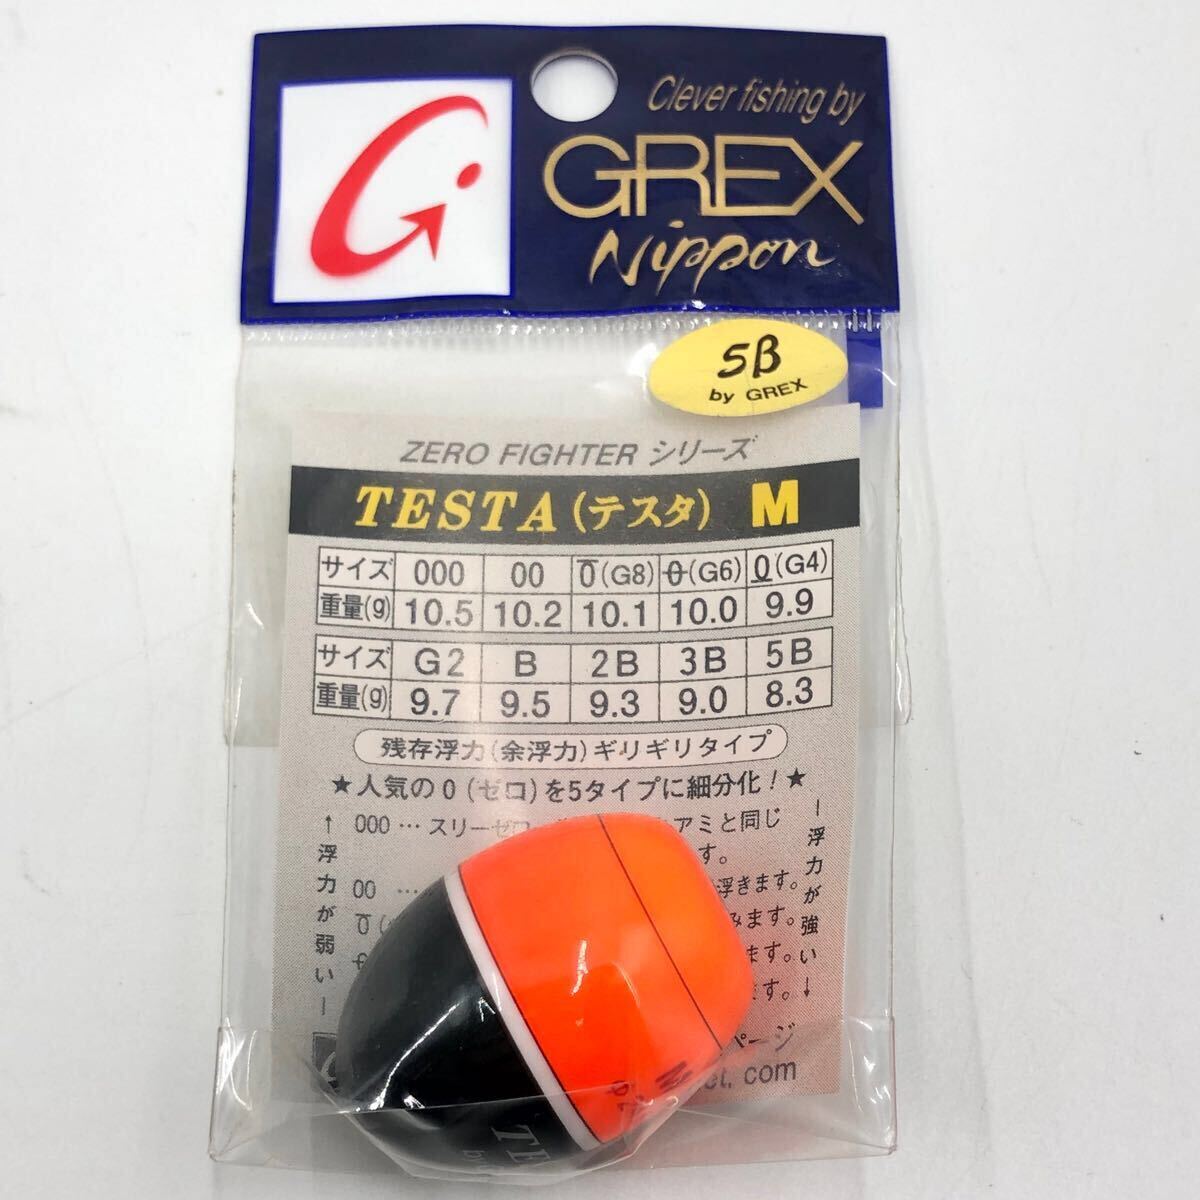 Clever fishing by
GREX
Nippon
5B
by GREX
ZERO FIGHTER シリーズ
TESTA(テスタ) M
サイズ 000 00 0̅(G8) 0(G6) 0̲(G4)
重量(g) 10.5 10.2 10.1 10.0 9.9
サイズ G2 B 2B 3B 5B
重量(g) 9.7 9.5 9.3 9.0 8.3
残存浮力(余浮力)ギリギリタイプ
★人気の0(ゼロ)を5タイプに細分化!★
↑浮力が弱い―
―浮力が強い↓
000…スリーゼロ アミと同じ
す。
00… 浮きます。
みます。
ます。
ます。
ページ
et.com